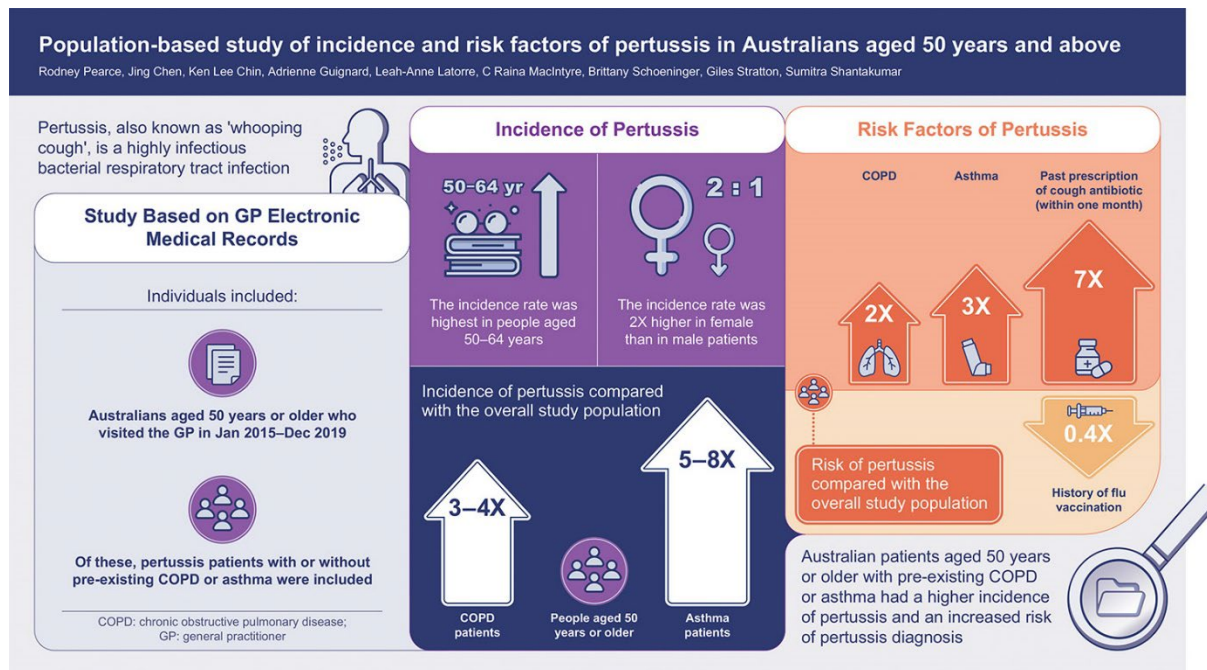 Population-based study of incidence and risk factors of pertussis in Australians aged 50 years and above
Rodney Pearce, Jing Chen, Ken Lee Chin, Adrienne Guignard, Leah-Anne Latorre, C Raina MacIntyre, Brittany Schoeninger, Giles Stratton, Sumitra Shantakumar
Pertussis, also known as 'whooping
cough', is a highly infectious
bacterial respiratory tract infection
Study Based on GP Electronic
Medical Records
Individuals included:
Australians aged 50 years or older who
visited the GP in Jan 2015–Dec 2019
Of these, pertussis patients with or without
pre-existing COPD or asthma were included
COPD: chronic obstructive pulmonary disease;
GP: general practitioner
Incidence of Pertussis
50–64 yr
The incidence rate was
highest in people aged
50–64 years
2 : 1
The incidence rate was
2X higher in female
than in male patients
Incidence of pertussis compared
with the overall study population
3–4X
5–8X
COPD
patients
People aged 50
years or older
Asthma
patients
Risk Factors of Pertussis
COPD
Asthma
Past prescription
of cough antibiotic
(within one month)
2X
3X
7X
0.4X
History of flu
vaccination
Risk of pertussis
compared with the
overall study population
Australian patients aged 50 years
or older with pre-existing COPD
or asthma had a higher incidence
of pertussis and an increased risk
of pertussis diagnosis